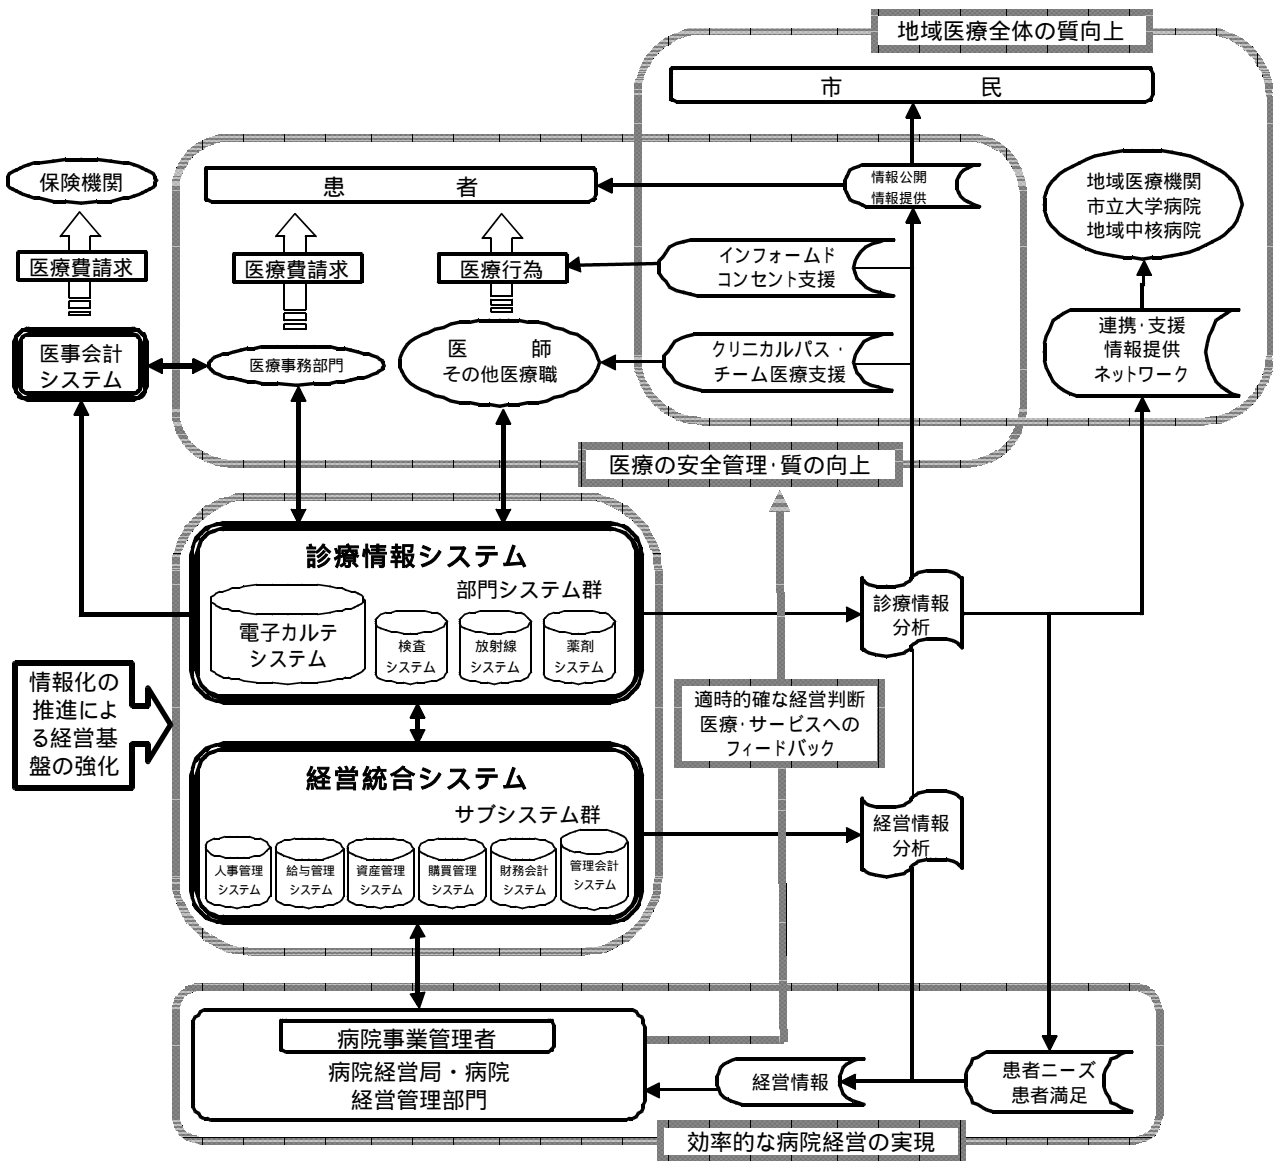 地域医療全体の質向上
市　　民
保険機関
患　　者
情報公開
情報提供
地域医療機関
市立大学病院
地域中核病院
医療費請求
医療費請求
医療行為
インフォームド
コンセント支援
医事会計
システム
医療事務部門
医　　師
その他医療職
クリニカルパス・
チーム医療支援
連携・支援
情報提供
ネットワーク
医療の安全管理・質の向上
診療情報システム
部門システム群
電子カルテ
システム
検査
システム
放射線
システム
薬剤
システム
診療情報
分析
情報化の
推進によ
る経営基
盤の強化
適時的確な経営判断
医療・サービスへの
フィードバック
経営統合システム
サブシステム群
人事管理
システム
給与管理
システム
資産管理
システム
購買管理
システム
財務会計
システム
管理会計
システム
経営情報
分析
病院事業管理者
病院経営局・病院
経営管理部門
経営情報
患者ニーズ
患者満足
効率的な病院経営の実現